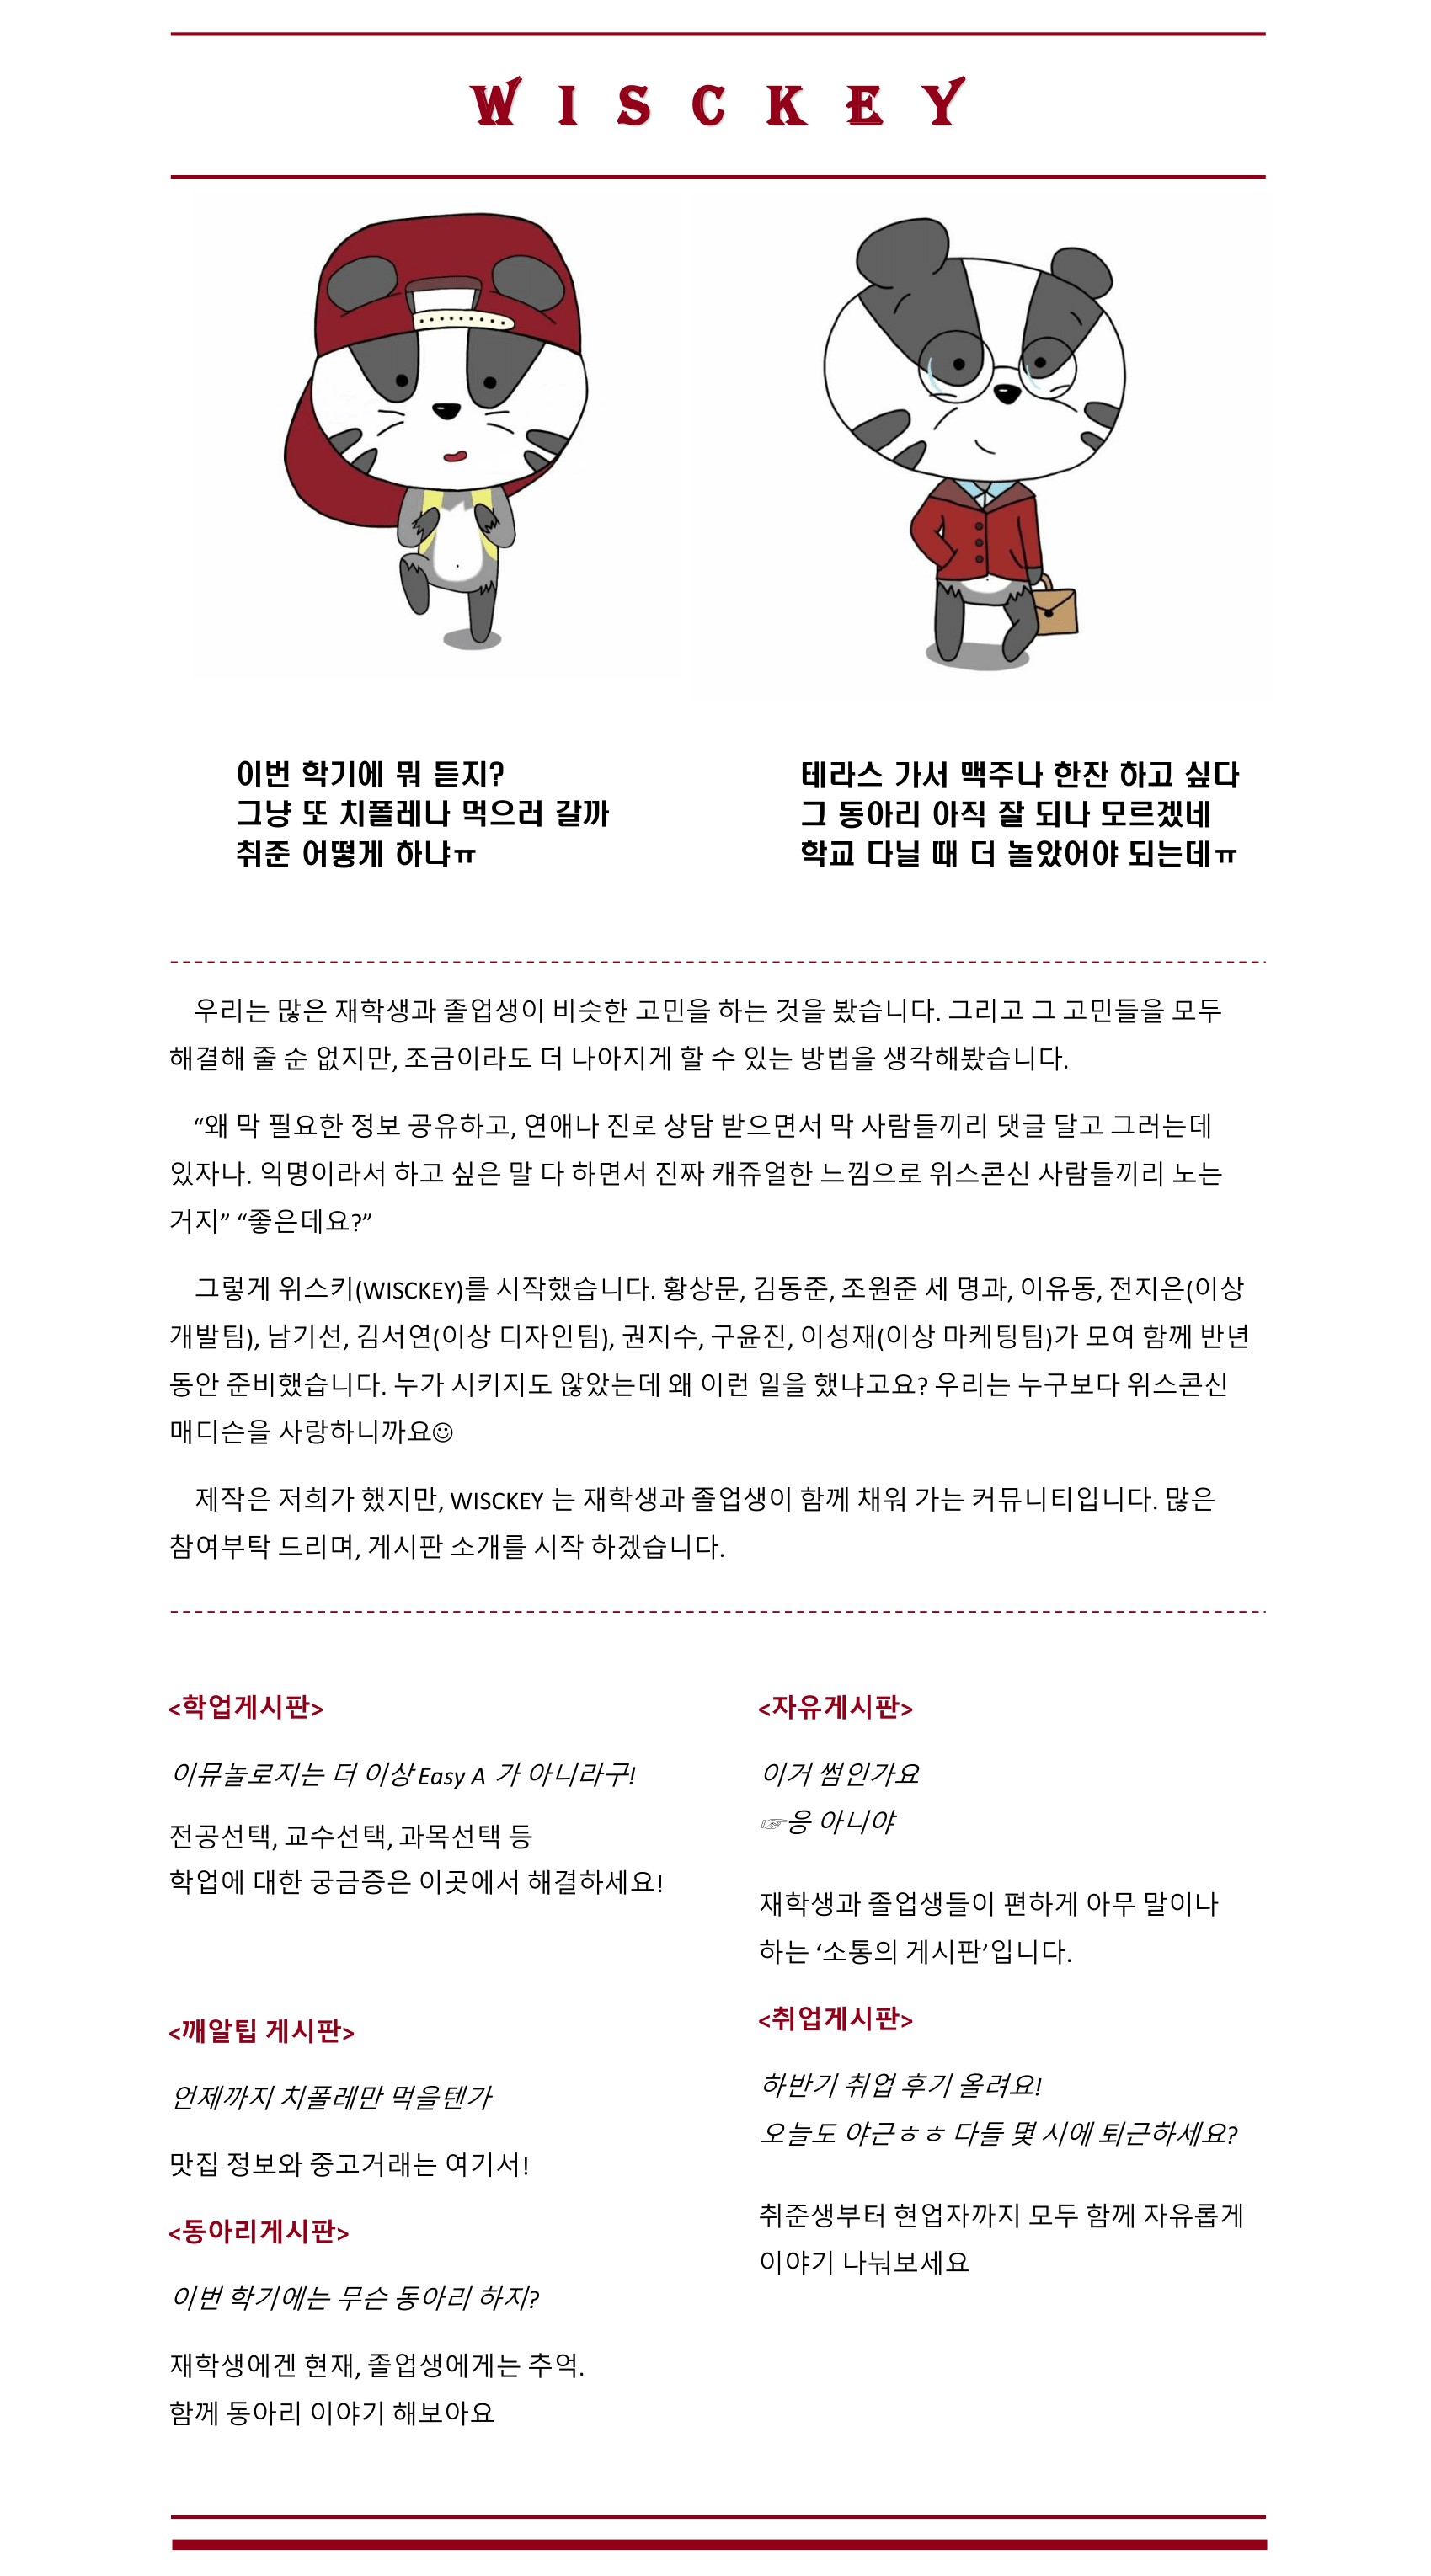 WISCKEY
이번 학기에 뭐 듣지?
그냥 또 치폴레나 먹으러 갈까
취준 어떻게 하냐ㅠ
테라스 가서 맥주나 한잔 하고 싶다
그 동아리 아직 잘 되나 모르겠네
학교 다닐 때 더 놀았어야 되는데ㅠ
우리는 많은 재학생과 졸업생이 비슷한 고민을 하는 것을 봤습니다. 그리고 그 고민들을 모두
해결해 줄 순 없지만, 조금이라도 더 나아지게 할 수 있는 방법을 생각해봤습니다.
“왜 막 필요한 정보 공유하고, 연애나 진로 상담 받으면서 막 사람들끼리 댓글 달고 그러는데
있자나. 익명이라서 하고 싶은 말 다 하면서 진짜 캐쥬얼한 느낌으로 위스콘신 사람들끼리 노는
거지” “좋은데요?”
그렇게 위스키(WISCKEY)를 시작했습니다. 황상문, 김동준, 조원준 세 명과, 이유동, 전지은(이상
개발팀), 남기선, 김서연(이상 디자인팀), 권지수, 구윤진, 이성재(이상 마케팅팀)가 모여 함께 반년
동안 준비했습니다. 누가 시키지도 않았는데 왜 이런 일을 했냐고요? 우리는 누구보다 위스콘신
매디슨을 사랑하니까요☺
제작은 저희가 했지만, WISCKEY 는 재학생과 졸업생이 함께 채워 가는 커뮤니티입니다. 많은
참여부탁 드리며, 게시판 소개를 시작 하겠습니다.
<학업게시판>
이뮤놀로지는 더 이상 Easy A 가 아니라구!
전공선택, 교수선택, 과목선택 등
학업에 대한 궁금증은 이곳에서 해결하세요!
<깨알팁 게시판>
언제까지 치폴레만 먹을텐가
맛집 정보와 중고거래는 여기서!
<동아리게시판>
이번 학기에는 무슨 동아리 하지?
재학생에겐 현재, 졸업생에게는 추억.
함께 동아리 이야기 해보아요
<자유게시판>
이거 썸인가요
☞응 아니야
재학생과 졸업생들이 편하게 아무 말이나
하는 ‘소통의 게시판’입니다.
<취업게시판>
하반기 취업 후기 올려요!
오늘도 야근ㅎㅎ 다들 몇 시에 퇴근하세요?
취준생부터 현업자까지 모두 함께 자유롭게
이야기 나눠보세요